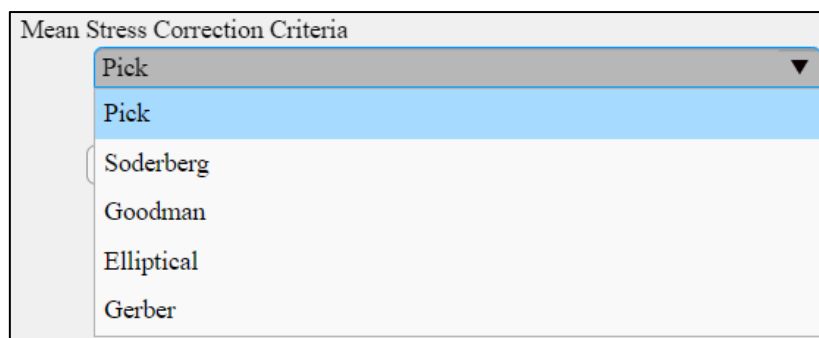 Mean Stress Correction Criteria
Pick
Pick
Soderberg
Goodman
Elliptical
Gerber